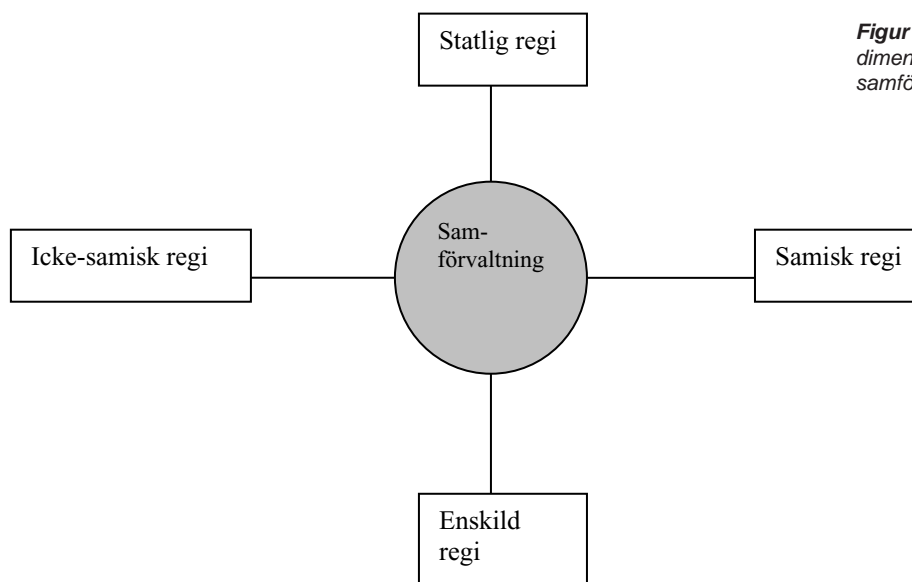 Statlig regi
Figur
dimen
samfö
Sam-
förvaltning
Icke-samisk regi
Samisk regi
Enskild
regi